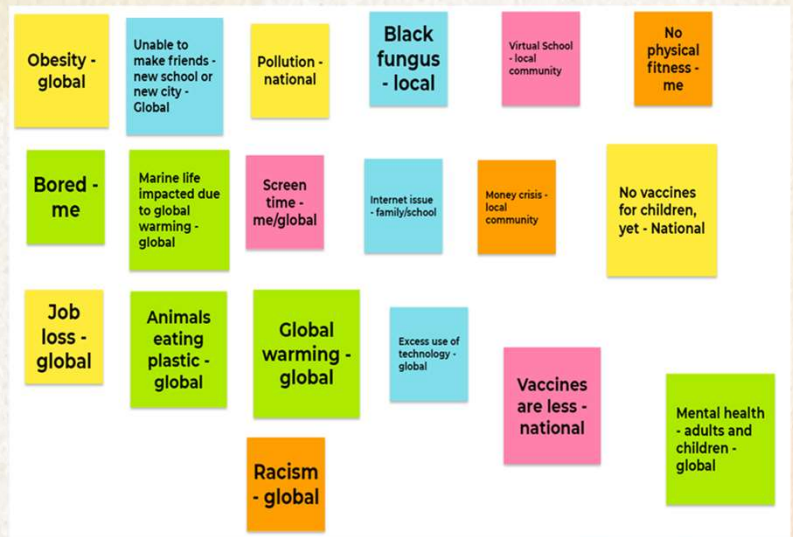 Obesity -
global
Unable to
make friends -
new school or
new city -
Global
Pollution -
national
Black
fungus
- local
Virtual School
- local
community
No
physical
fitness -
me
Bored -
me
Marine life
impacted due
to global
warming -
global
Screen
time -
me/global
Internet issue
- family/school
Money crisis -
local
community
No vaccines
for children,
yet - National
Job
loss -
global
Animals
eating
plastic -
global
Global
warming -
global
Excess use of
technology -
global
Vaccines
are less -
national
Mental health
- adults and
children -
global
Racism
- global